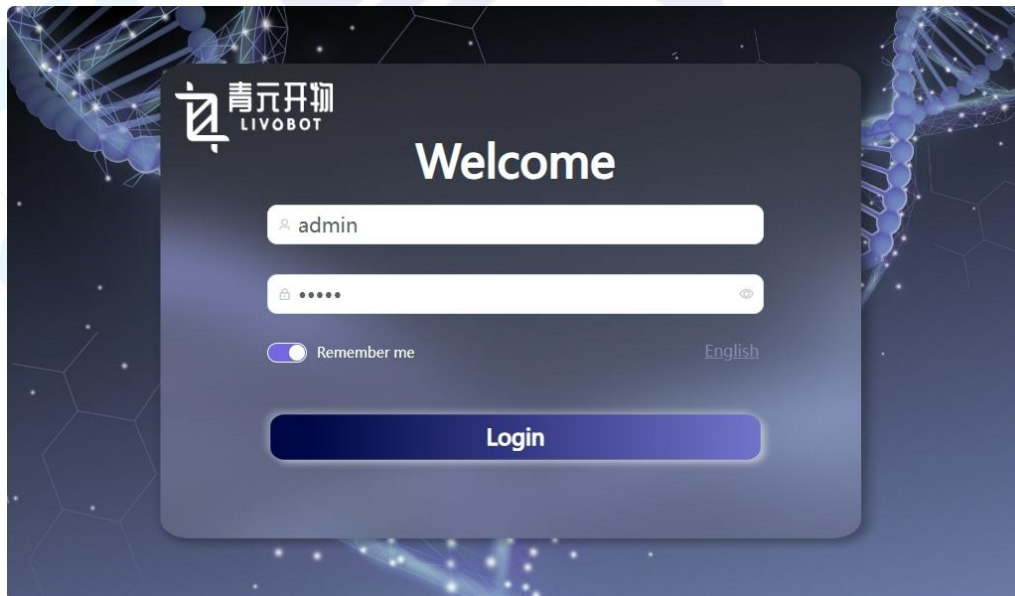 青元开物
LIVOBOT
Welcome
admin
•••••
Remember me
English
Login